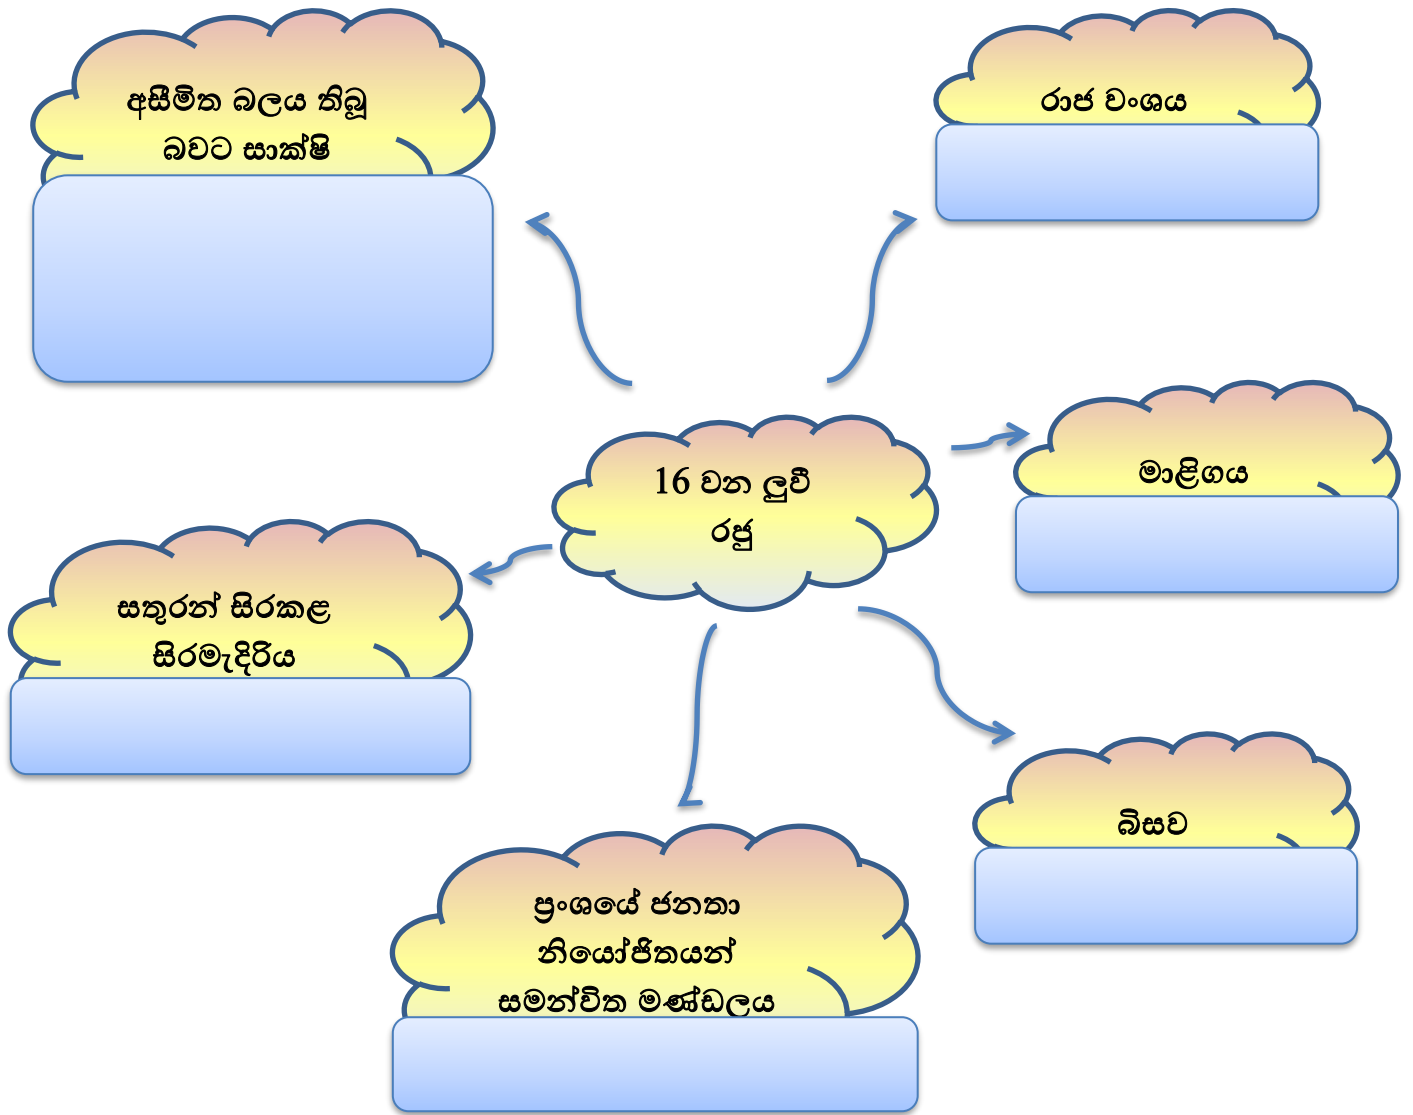 අසීමිත බලය තිබූ
බවට සාක්ෂි
රාජ වංශය
16 වන ලුවී
රජු
මාළිගය
සතුරන් සිරකළ
සිරමැදිරිය
බිසව
ප්‍රංශයේ ජනතා
නියෝජිතයන්
සමන්විත මණ්ඩලය